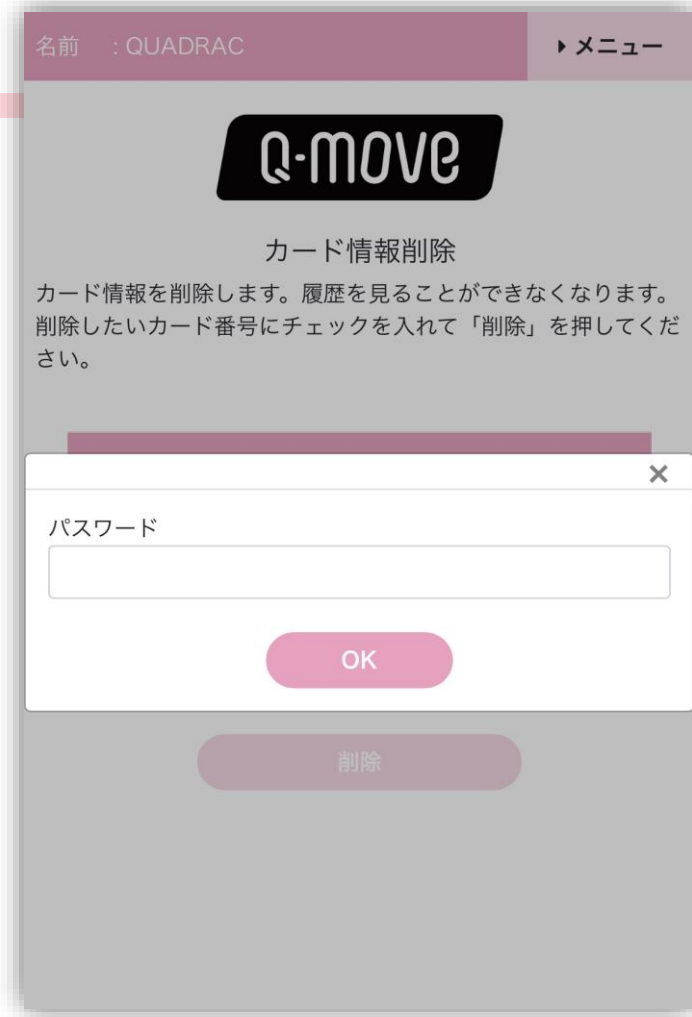 名前 : QUADRAC
メニュー
Q-move
カード情報削除
カード情報を削除します。履歴を見ることができなくなります。
削除したいカード番号にチェックを入れて「削除」を押してくだ
さい。
×
パスワード
OK
削除